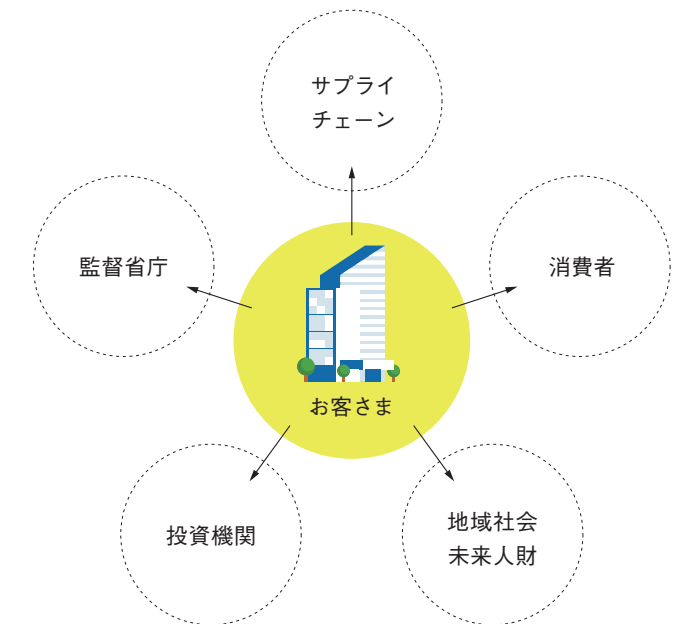 サプライ
チェーン
監督省庁
消費者
お客さま
投資機関
地域社会
未来人財